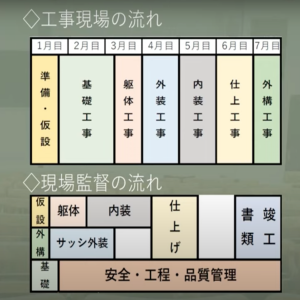 ◇工事現場の流れ
1月目 2月目 3月目 4月目 5月目 6月目 7月目
準備・仮設
基礎工事
躯体工事
外装工事
内装工事
仕上工事
外構工事
◇現場監督の流れ
仮設
躯体
内装
仕上げ
書類
竣工
外構
サッシ外装
基礎
安全・工程・品質管理